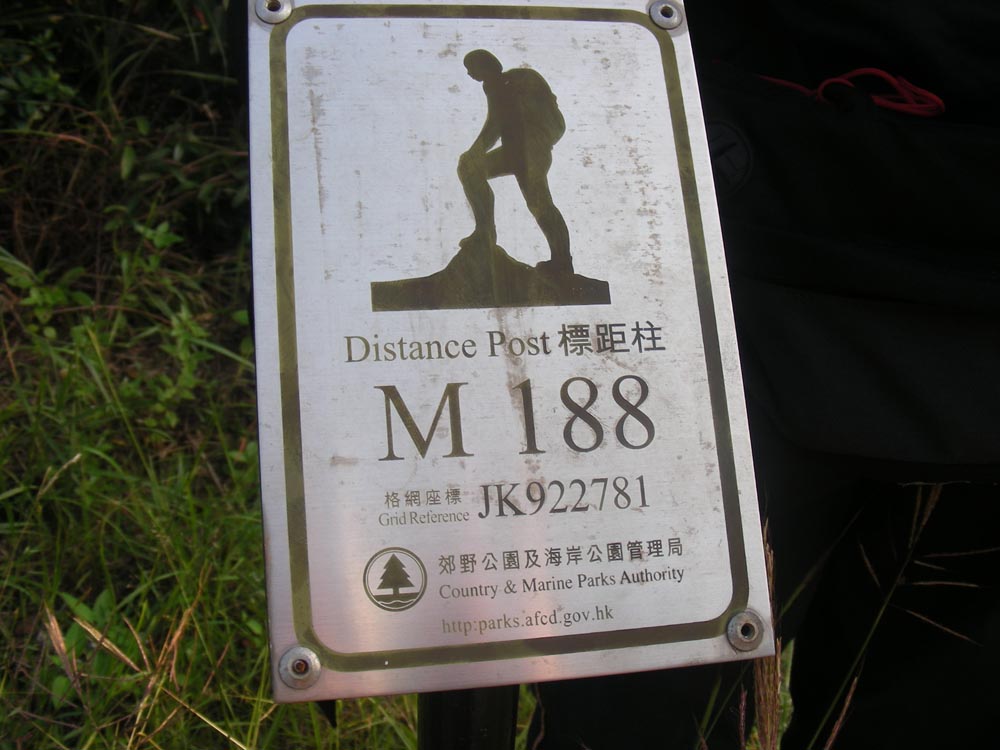 Distance Post 標距柱
M 188
格網座標
Grid Reference JK922781
郊野公園及海岸公園管理局
Country & Marine Parks Authority
http:parks.afcd.gov.hk